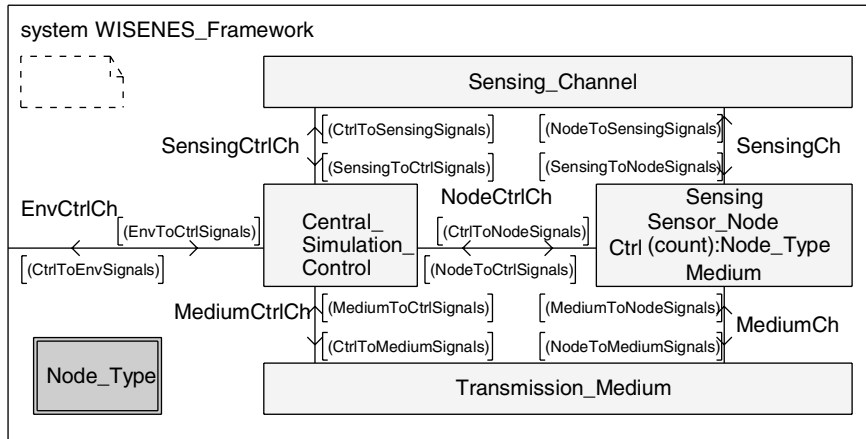 system WISENES_Framework
Sensing_Channel
SensingCtrlCh
[(CtrlToSensingSignals)]
[(SensingToCtrlSignals)]
[(NodeToSensingSignals)]
[(SensingToNodeSignals)]
SensingCh
EnvCtrlCh
[(EnvToCtrlSignals)]
[(CtrlToEnvSignals)]
Central_
Simulation_
Control
NodeCtrlCh
[(CtrlToNodeSignals)]
[(NodeToCtrlSignals)]
Sensing
Sensor_Node
Ctrl (count):Node_Type
Medium
MediumCtrlCh
[(MediumToCtrlSignals)]
[(CtrlToMediumSignals)]
[(MediumToNodeSignals)]
[(NodeToMediumSignals)]
MediumCh
Node_Type
Transmission_Medium